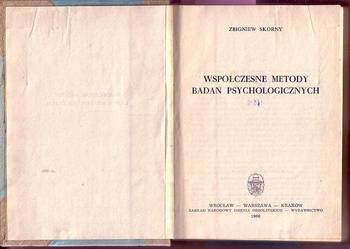 ZBIGNIEW SKORNY
WSPÓŁCZESNE METODY
BADAŃ PSYCHOLOGICZNYCH
WROCŁAW — WARSZAWA — KRAKÓW
ZAKŁAD NARODOWY IMIENIA OSSOLIŃSKICH — WYDAWNICTWO
1966